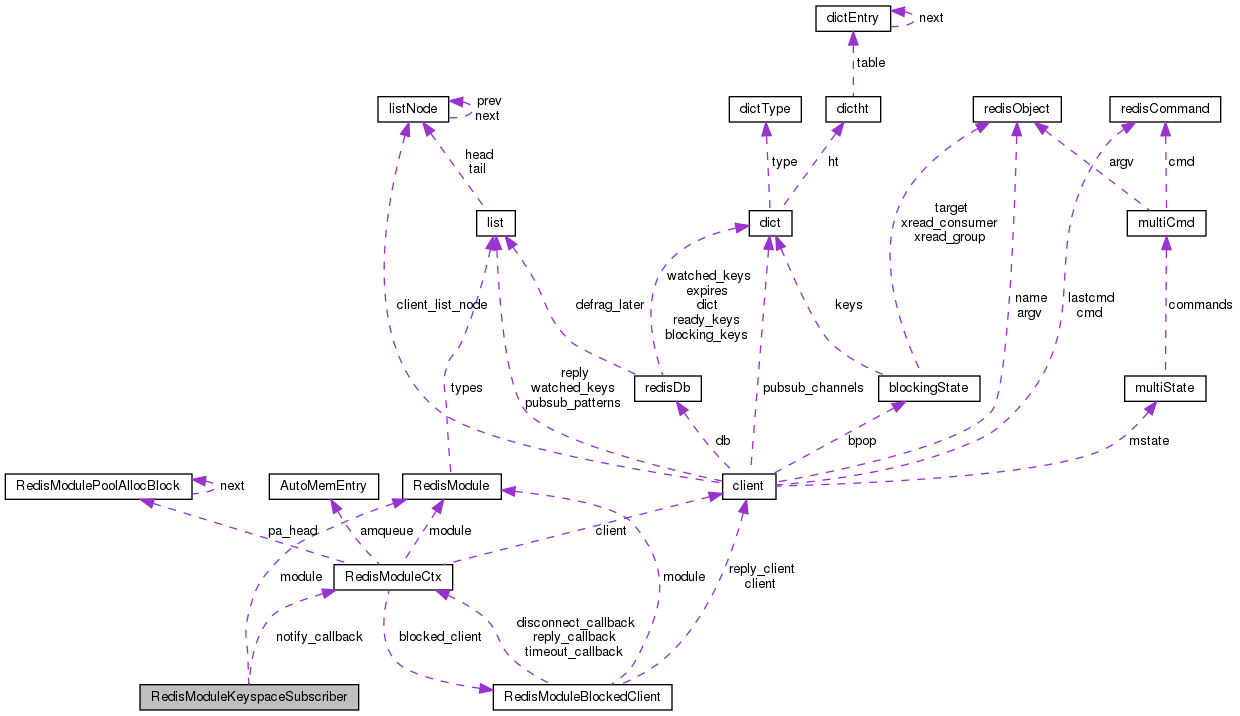 dictEntry
next
table
listNode
prev
next
dictType
dictht
redisObject
redisCommand
head
tail
type
ht
argv
cmd
list
dict
multiCmd
target
xread_consumer
xread_group
client_list_node
defrag_later
watched_keys
expires
dict
ready_keys
blocking_keys
keys
name
argv
lastcmd
cmd
commands
types
reply
watched_keys
pubsub_patterns
redisDb
pubsub_channels
blockingState
multiState
db
bpop
mstate
RedisModulePoolAllocBlock
next
AutoMemEntry
RedisModule
client
pa_head
amqueue
module
client
module
RedisModuleCtx
module
reply_client
client
notify_callback
blocked_client
disconnect_callback
reply_callback
timeout_callback
RedisModuleKeyspaceSubscriber
RedisModuleBlockedClient